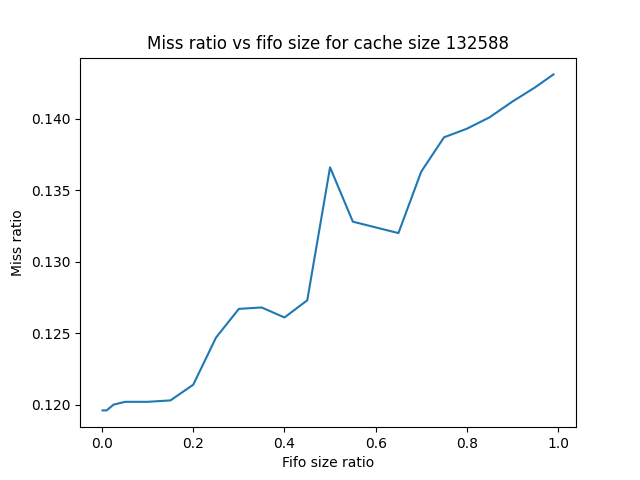 Miss ratio vs fifo size for cache size 132588
Miss ratio
0.140
0.135
0.130
0.125
0.120
0.0 0.2 0.4 0.6 0.8 1.0
Fifo size ratio